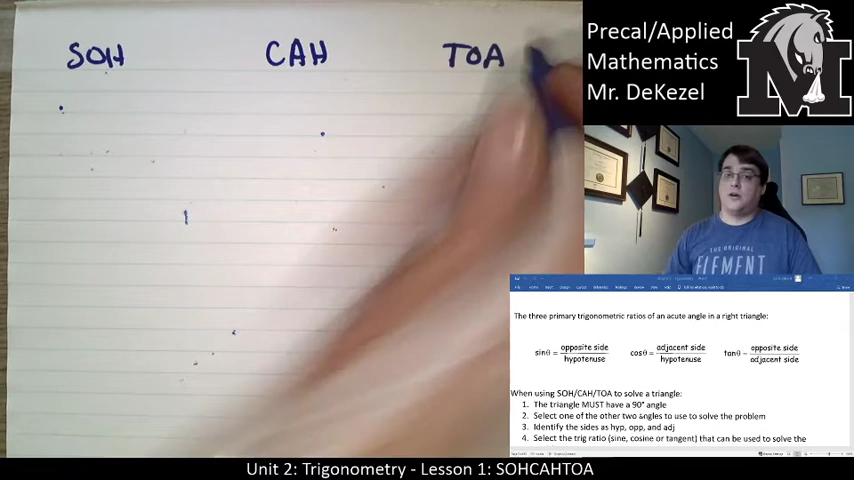 SOH CAH TOA
Precal/Applied
Mathematics
Mr. DeKezel
M
THE ORIGINAL
ELEMENT
The three primary trigonometric ratios of an acute angle in a right triangle:
sinθ = opposite side / hypotenuse cosθ = adjacent side / hypotenuse tanθ = opposite side / adjacent side
When using SOH/CAH/TOA to solve a triangle:
1. The triangle MUST have a 90° angle
2. Select one of the other two angles to use to solve the problem
3. Identify the sides as hyp, opp, and adj
4. Select the trig ratio (sine, cosine or tangent) that can be used to solve the
Unit 2: Trigonometry - Lesson 1: SOHCAHTOA